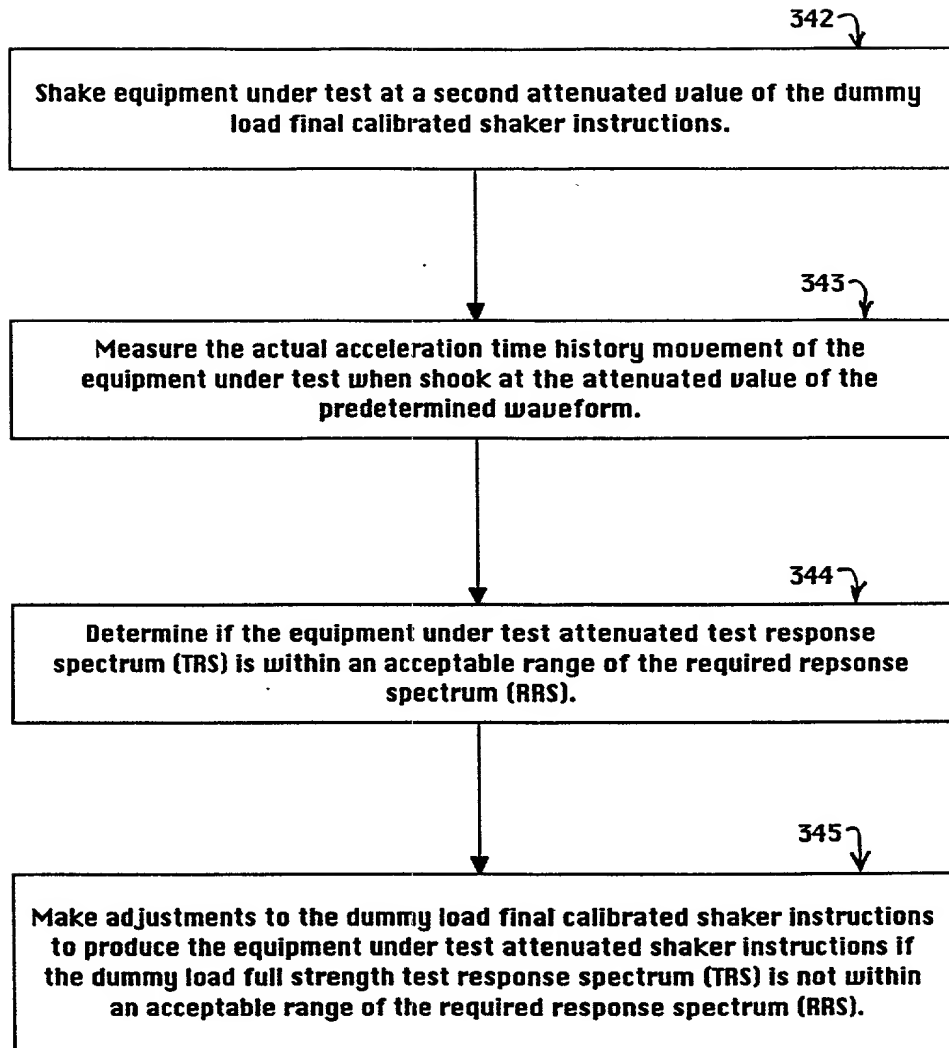 342
Shake equipment under test at a second attenuated value of the dummy
load final calibrated shaker instructions.
343
Measure the actual acceleration time history movement of the
equipment under test when shook at the attenuated value of the
predetermined waveform.
344
Determine if the equipment under test attenuated test response
spectrum (TRS) is within an acceptable range of the required repsonse
spectrum (RRS).
345
Make adjustments to the dummy load final calibrated shaker instructions
to produce the equipment under test attenuated shaker instructions if
the dummy load full strength test response spectrum (TRS) is not within
an acceptable range of the required response spectrum (RRS).